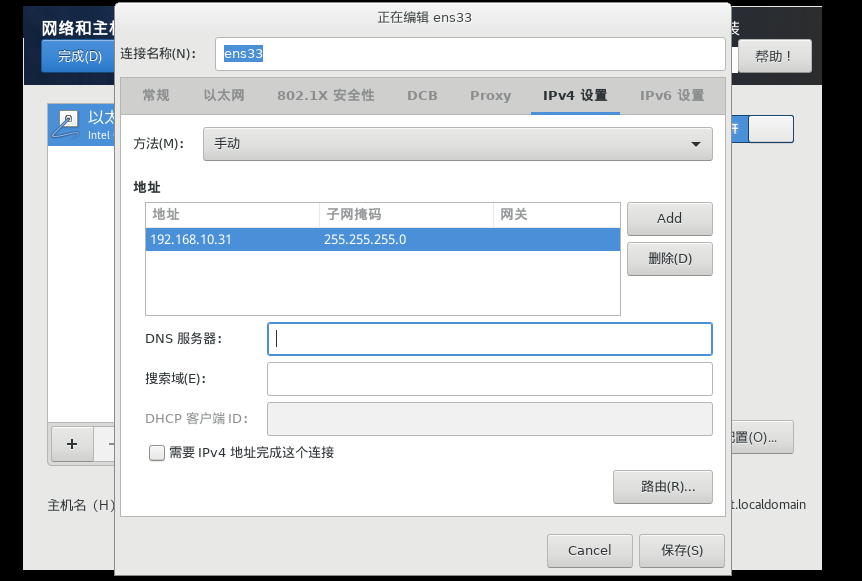 正在编辑 ens33
网络和主机
装
完成(D)
帮助！
连接名称(N)：
ens33
常规
以太网
802.1X 安全性
DCB
Proxy
IPv4 设置
IPv6 设置
以太
Intel
开
方法(M)：
手动
地址
地址
子网掩码
网关
192.168.10.31
255.255.255.0
Add
删除(D)
DNS 服务器：
搜索域(E)：
DHCP 客户端 ID：
需要 IPv4 地址完成这个连接
+
-
配置(O)...
路由(R)...
主机名（H）
t.localdomain
Cancel
保存(S)